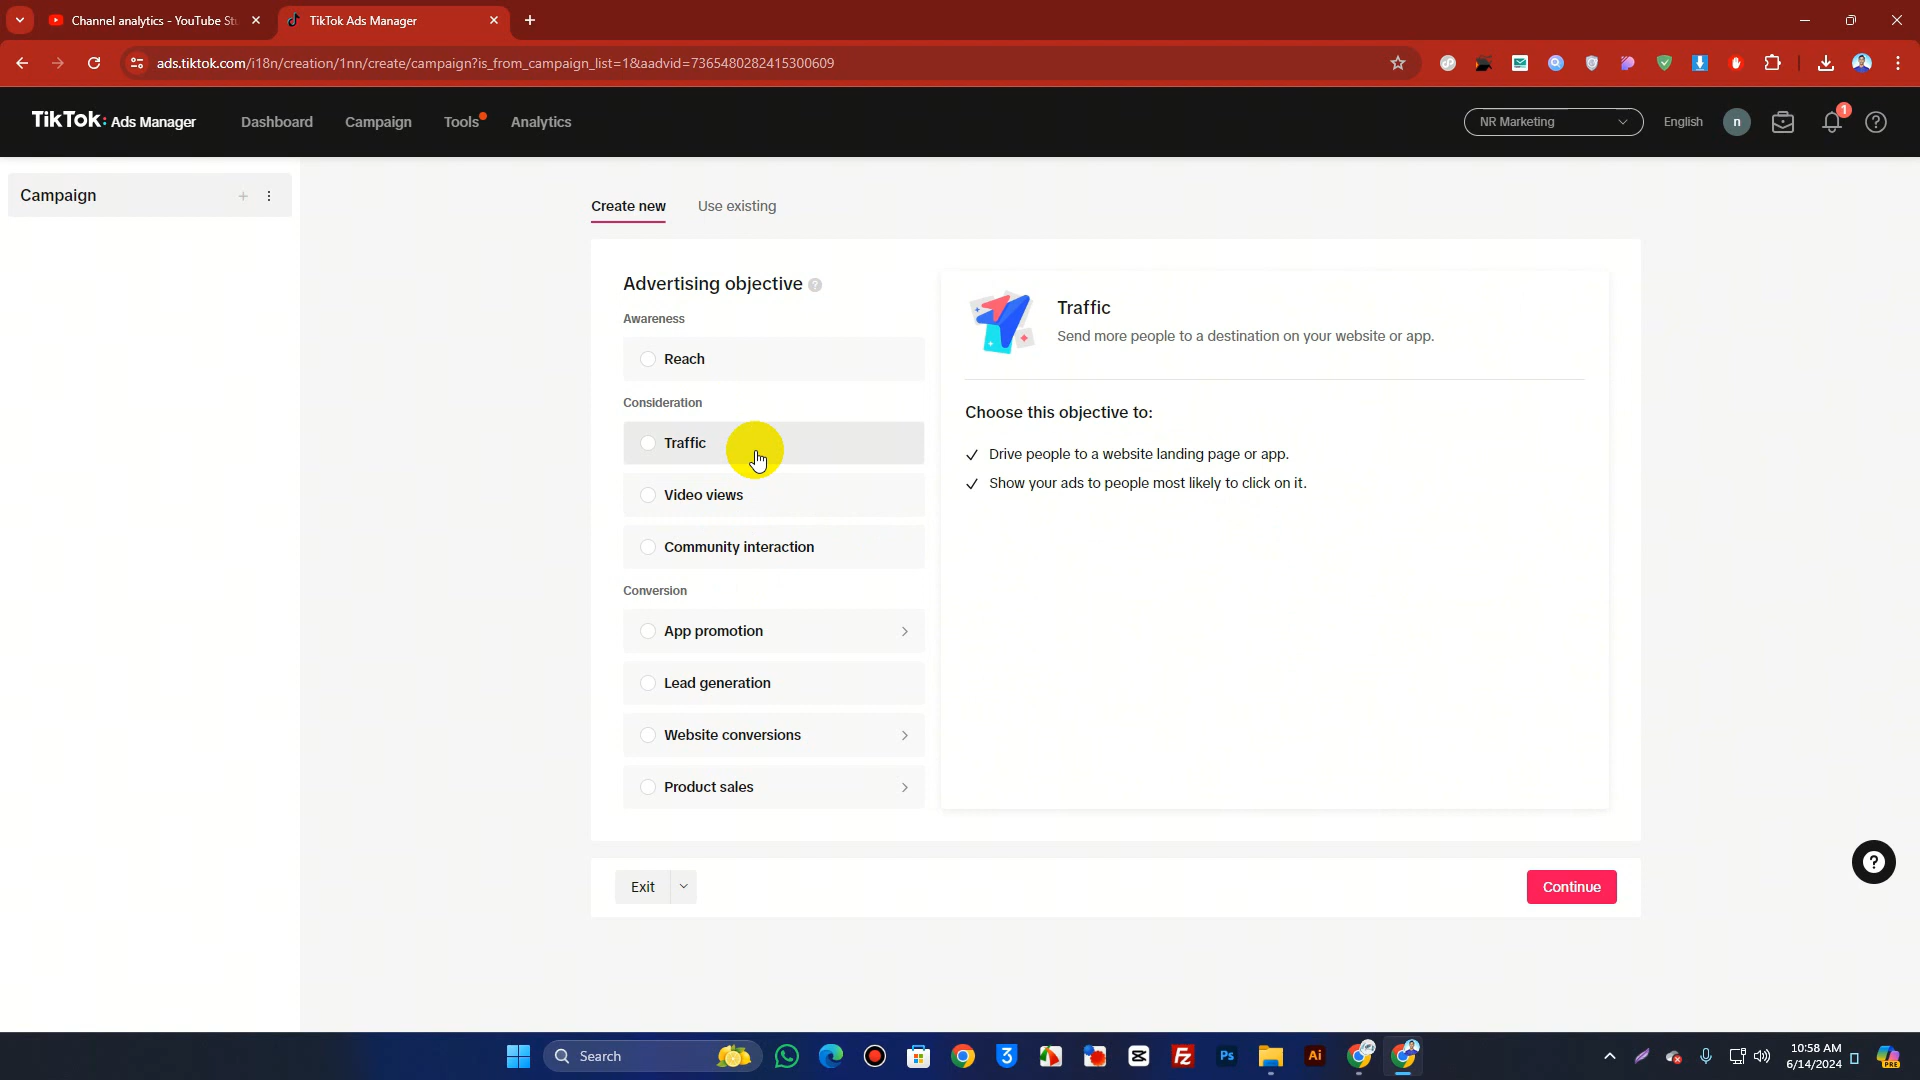 Channel analytics - YouTube St
TikTok Ads Manager
ads.tiktok.com/i18n/creation/1nn/create/campaign?is_from_campaign_list=1&aadvid=7365480282415300609
TikTok: Ads Manager
Dashboard
Campaign
Tools
Analytics
NR Marketing
English
n
1
Campaign
Create new
Use existing
Advertising objective
Awareness
Reach
Consideration
Traffic
Video views
Community interaction
Conversion
App promotion
Lead generation
Website conversions
Product sales
Traffic
Send more people to a destination on your website or app.
Choose this objective to:
Drive people to a website landing page or app.
Show your ads to people most likely to click on it.
Exit
Continue
Search
3
Fz
Ps
Ai
10:58 AM
6/14/2024
PRE